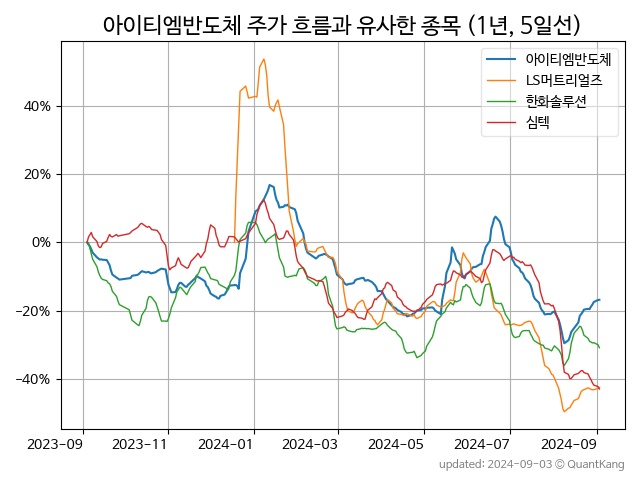 아이티엠반도체 주가 흐름과 유사한 종목 (1년, 5일선)
아이티엠반도체
LS머트리얼즈
한화솔루션
심텍
40%
20%
0%
−20%
−40%
2023-09 2023-11 2024-01 2024-03 2024-05 2024-07 2024-09
updated: 2024-09-03 © QuantKang